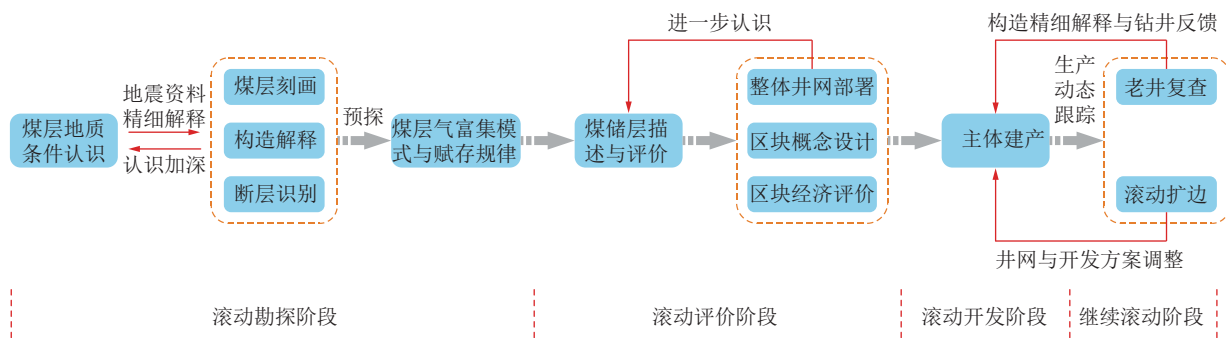 煤层地质
条件认识
地震资料
精细解释
认识加深
煤层刻画
构造解释
断层识别
预探
煤层气富集模
式与赋存规律
进一步认识
煤储层描
述与评价
整体井网部署
区块概念设计
区块经济评价
构造精细解释与钻井反馈
主体建产
生产
动态
跟踪
老井复查
滚动扩边
井网与开发方案调整
滚动勘探阶段
滚动评价阶段
滚动开发阶段
继续滚动阶段